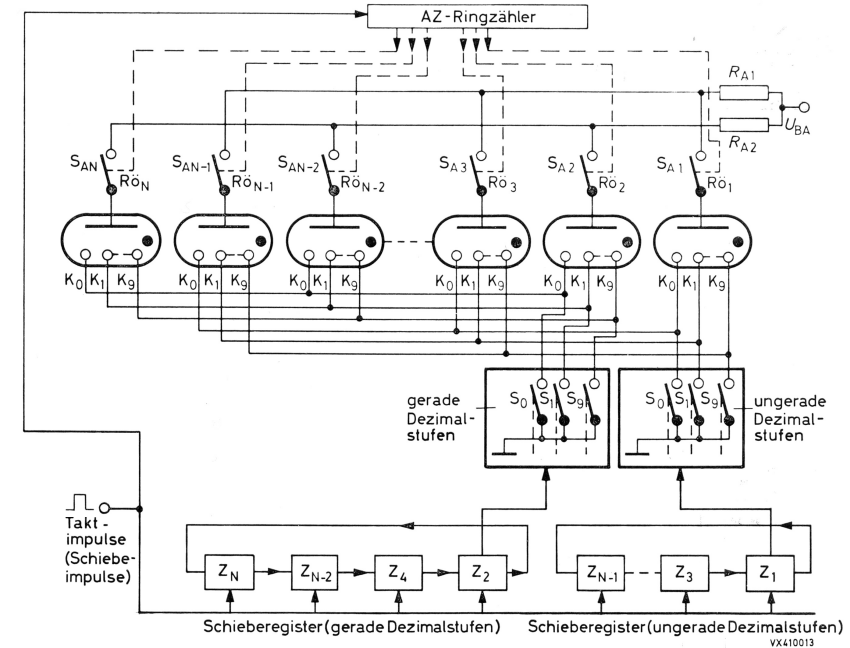 AZ-Ringzähler
R_A1
U_BA
R_A2
S_AN Rö_N
S_AN-1 Rö_N-1
S_AN-2 Rö_N-2
S_A3 Rö_3
S_A2 Rö_2
S_A1 Rö_1
K_0 K_1 K_9
K_0 K_1 K_9
K_0 K_1 K_9
K_0 K_1 K_9
K_0 K_1 K_9
K_0 K_1 K_9
gerade
Dezimal-
stufen
S_0 S_1 S_9
S_0 S_1 S_9
ungerade
Dezimal-
stufen
Takt-
impulse
(Schiebe-
impulse)
Z_N
Z_N-2
Z_4
Z_2
Z_N-1
Z_3
Z_1
Schieberegister(gerade Dezimalstufen)
Schieberegister(ungerade Dezimalstufen)
VX410013